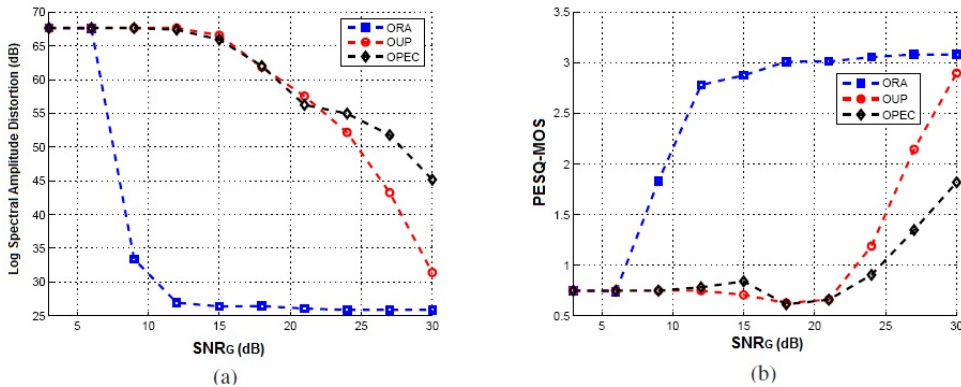 Log Spectral Amplitude Distortion (dB)
70
65
60
55
50
45
40
35
30
25
5
10
15
20
25
30
SNRG (dB)
ORA
OUP
OPEC
(a)
PESQ-MOS
3.5
3
2.5
2
1.5
1
0.5
5
10
15
20
25
30
SNRG (dB)
ORA
OUP
OPEC
(b)